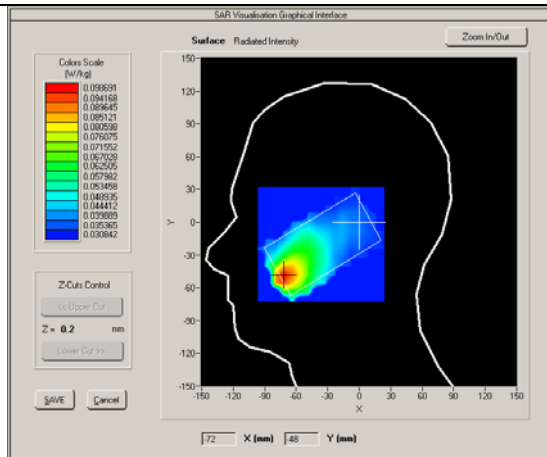 SAR Visualisation Graphical Interface
Surface Radiated Intensity
Zoom In/Out
Colors Scale
(W/kg)
0.098691
0.094168
0.089645
0.085121
0.080598
0.076075
0.071552
0.067028
0.062505
0.057982
0.053458
0.048935
0.044412
0.039889
0.035365
0.030842
Z-Cuts Control
<< Upper Cut
Z = 0.2 mm
Lower Cut >>
SAVE Cancel
Y
150
120
90
60
30
0
-30
-60
-90
-120
-150
-150 -120 -90 -60 -30 0 30 60 90 120 150
X
-72 X (mm) -48 Y (mm)